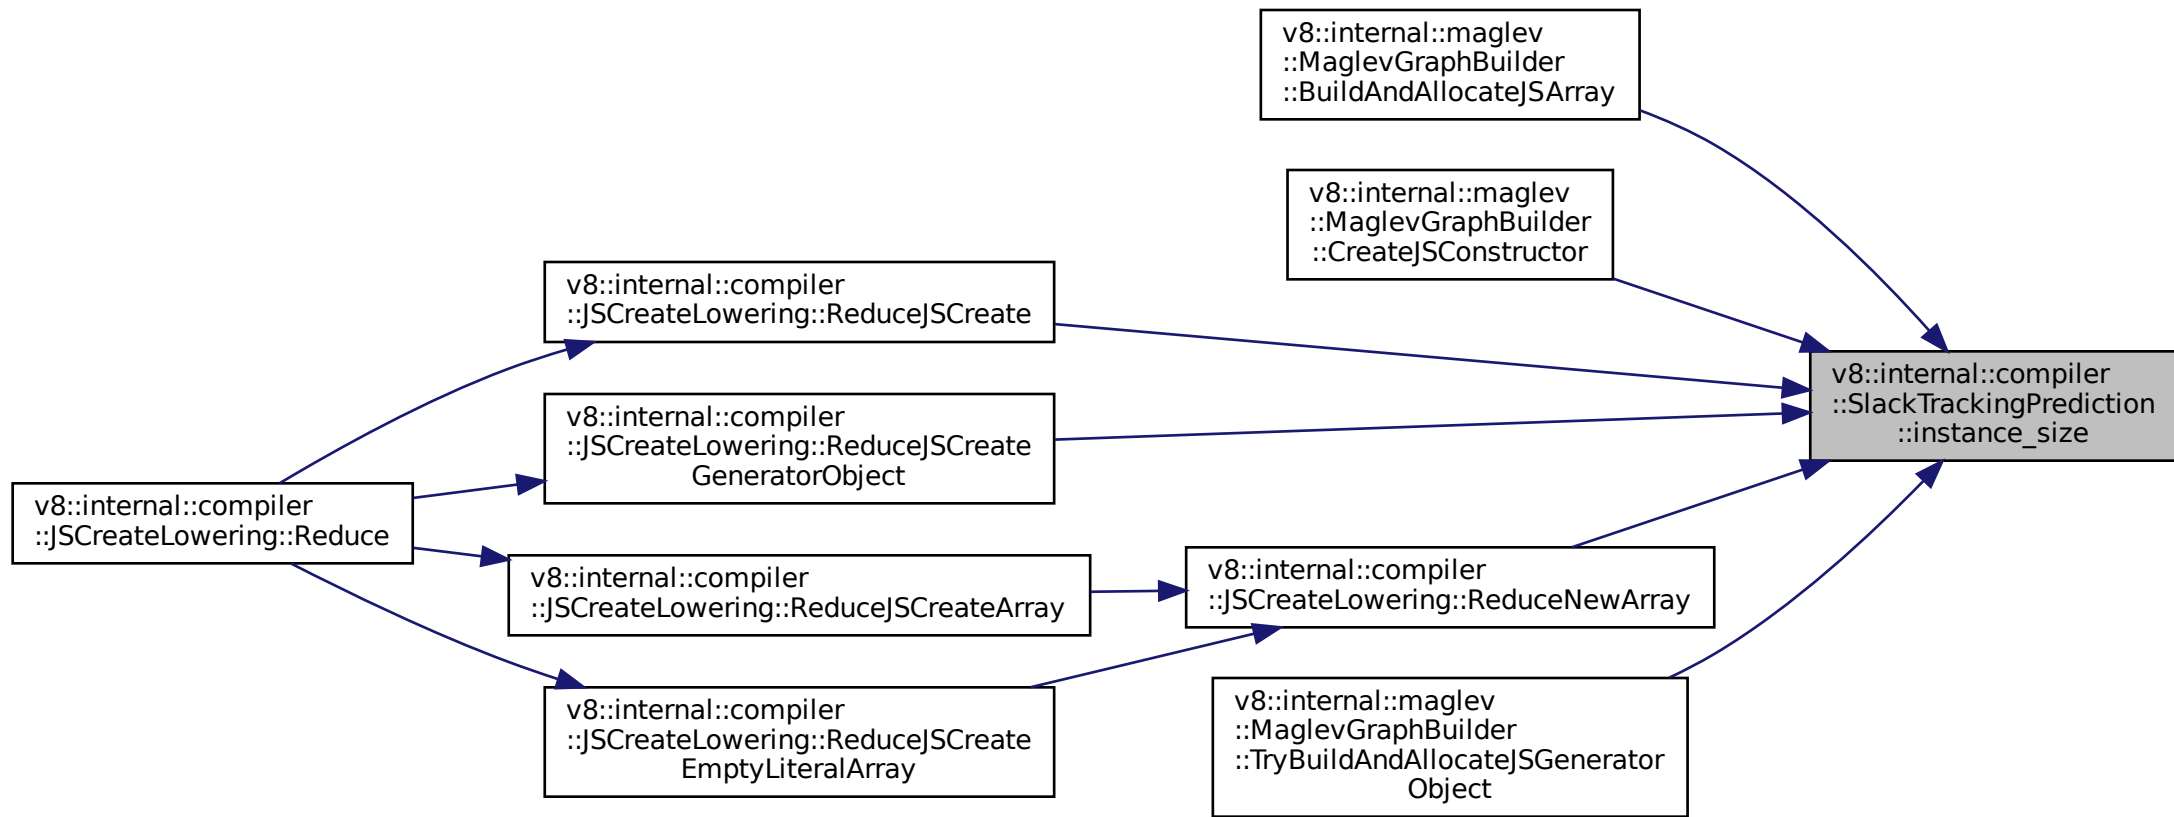 v8::internal::maglev
::MaglevGraphBuilder
::BuildAndAllocateJSArray
v8::internal::maglev
::MaglevGraphBuilder
::CreateJSConstructor
v8::internal::compiler
::JSCreateLowering::ReduceJSCreate
v8::internal::compiler
::SlackTrackingPrediction
::instance_size
v8::internal::compiler
::JSCreateLowering::ReduceJSCreate
GeneratorObject
v8::internal::compiler
::JSCreateLowering::Reduce
v8::internal::compiler
::JSCreateLowering::ReduceJSCreateArray
v8::internal::compiler
::JSCreateLowering::ReduceNewArray
v8::internal::compiler
::JSCreateLowering::ReduceJSCreate
EmptyLiteralArray
v8::internal::maglev
::MaglevGraphBuilder
::TryBuildAndAllocateJSGenerator
Object